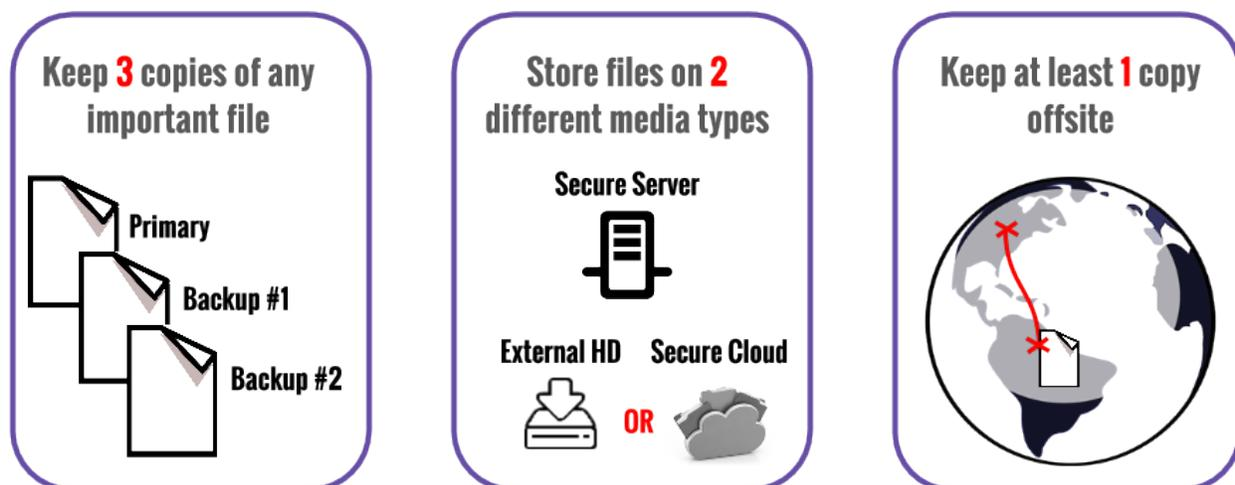 Keep 3 copies of any
important file
Primary
Backup #1
Backup #2
Store files on 2
different media types
Secure Server
External HD
Secure Cloud
OR
Keep at least 1 copy
offsite